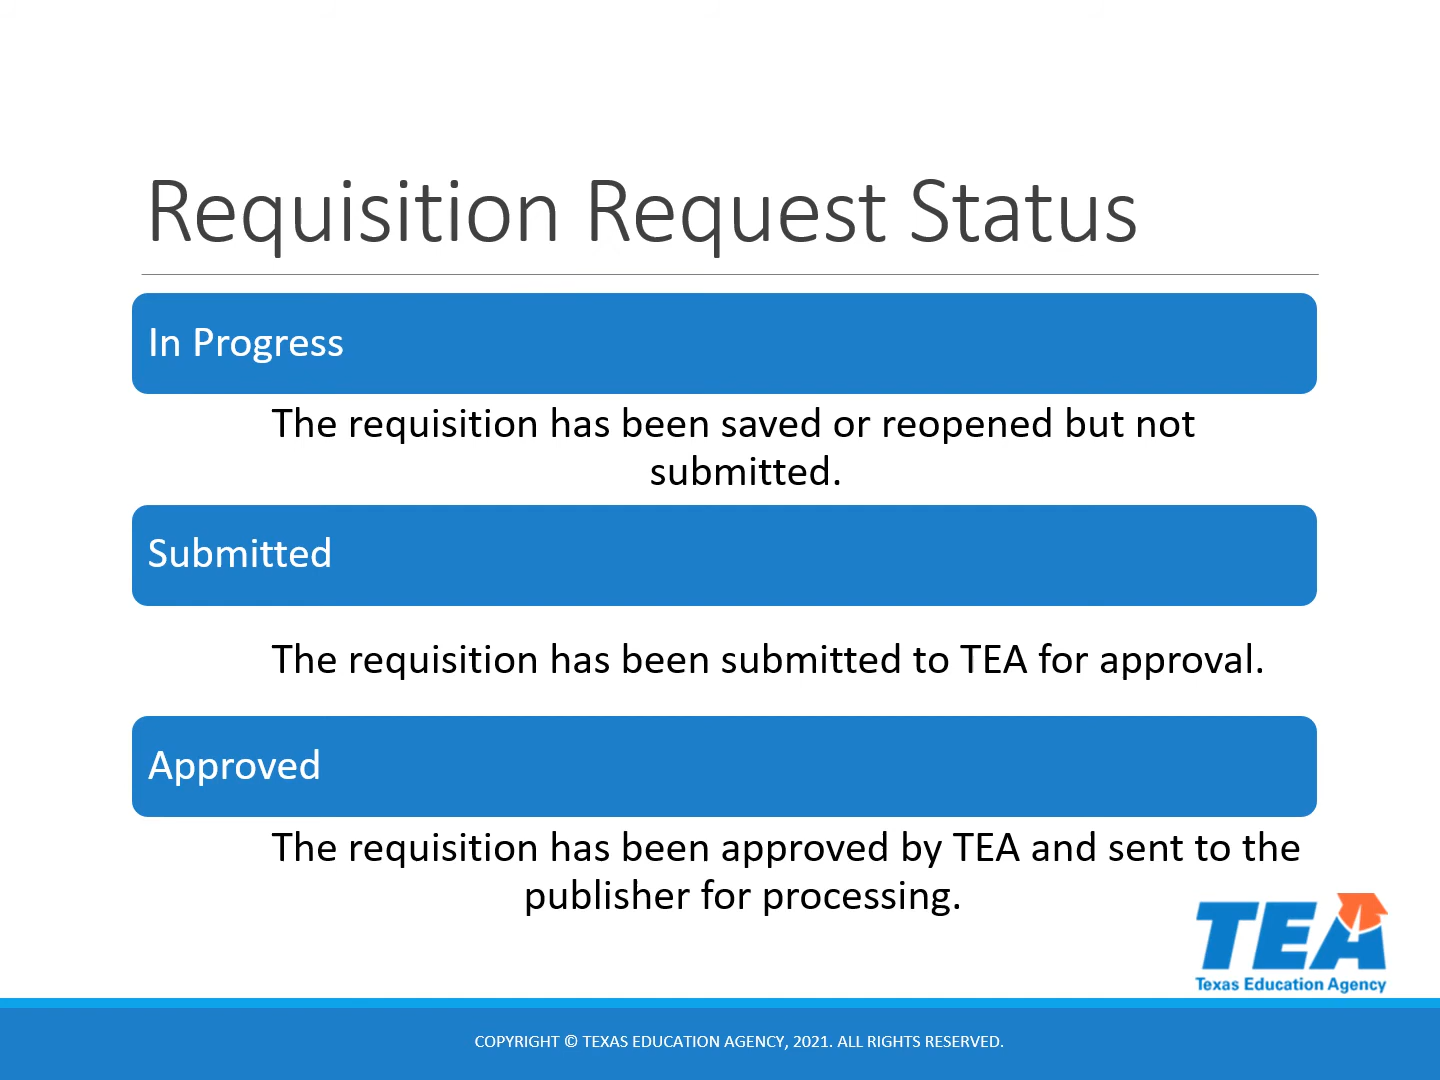 Requisition Request Status
In Progress
The requisition has been saved or reopened but not
submitted.
Submitted
The requisition has been submitted to TEA for approval.
Approved
The requisition has been approved by TEA and sent to the
publisher for processing.
TEA
Texas Education Agency
COPYRIGHT © TEXAS EDUCATION AGENCY, 2021. ALL RIGHTS RESERVED.